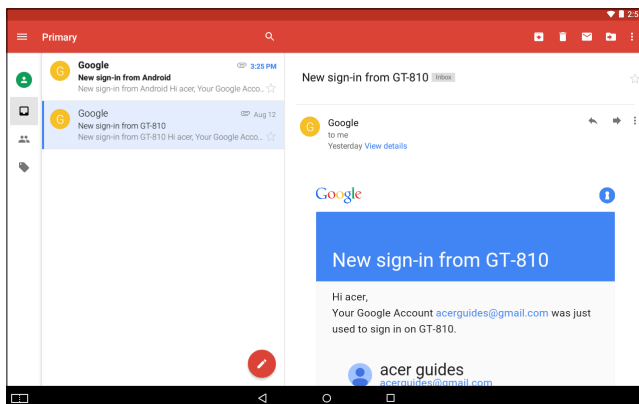 2:5
Primary
Google 3:25 PM
New sign-in from Android
New sign-in from Android Hi acer, Your Google Acco...
G
Google Aug 12
New sign-in from GT-810
New sign-in from GT-810 Hi acer, Your Google Acco...
G
New sign-in from GT-810 Inbox
G
Google
to me
Yesterday View details
Google
New sign-in from GT-810
Hi acer,
Your Google Account acerguides@gmail.com was just
used to sign in on GT-810.
acer guides
acerguides@gmail.com